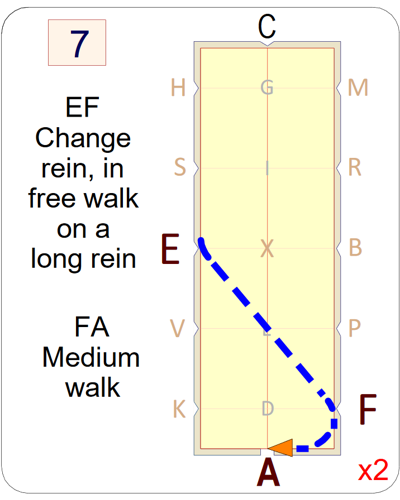 7
C
H G M
EF
Change
rein, in
free walk
on a
long rein
S I R
E X B
FA
Medium
walk
V L P
K D F
A
x2